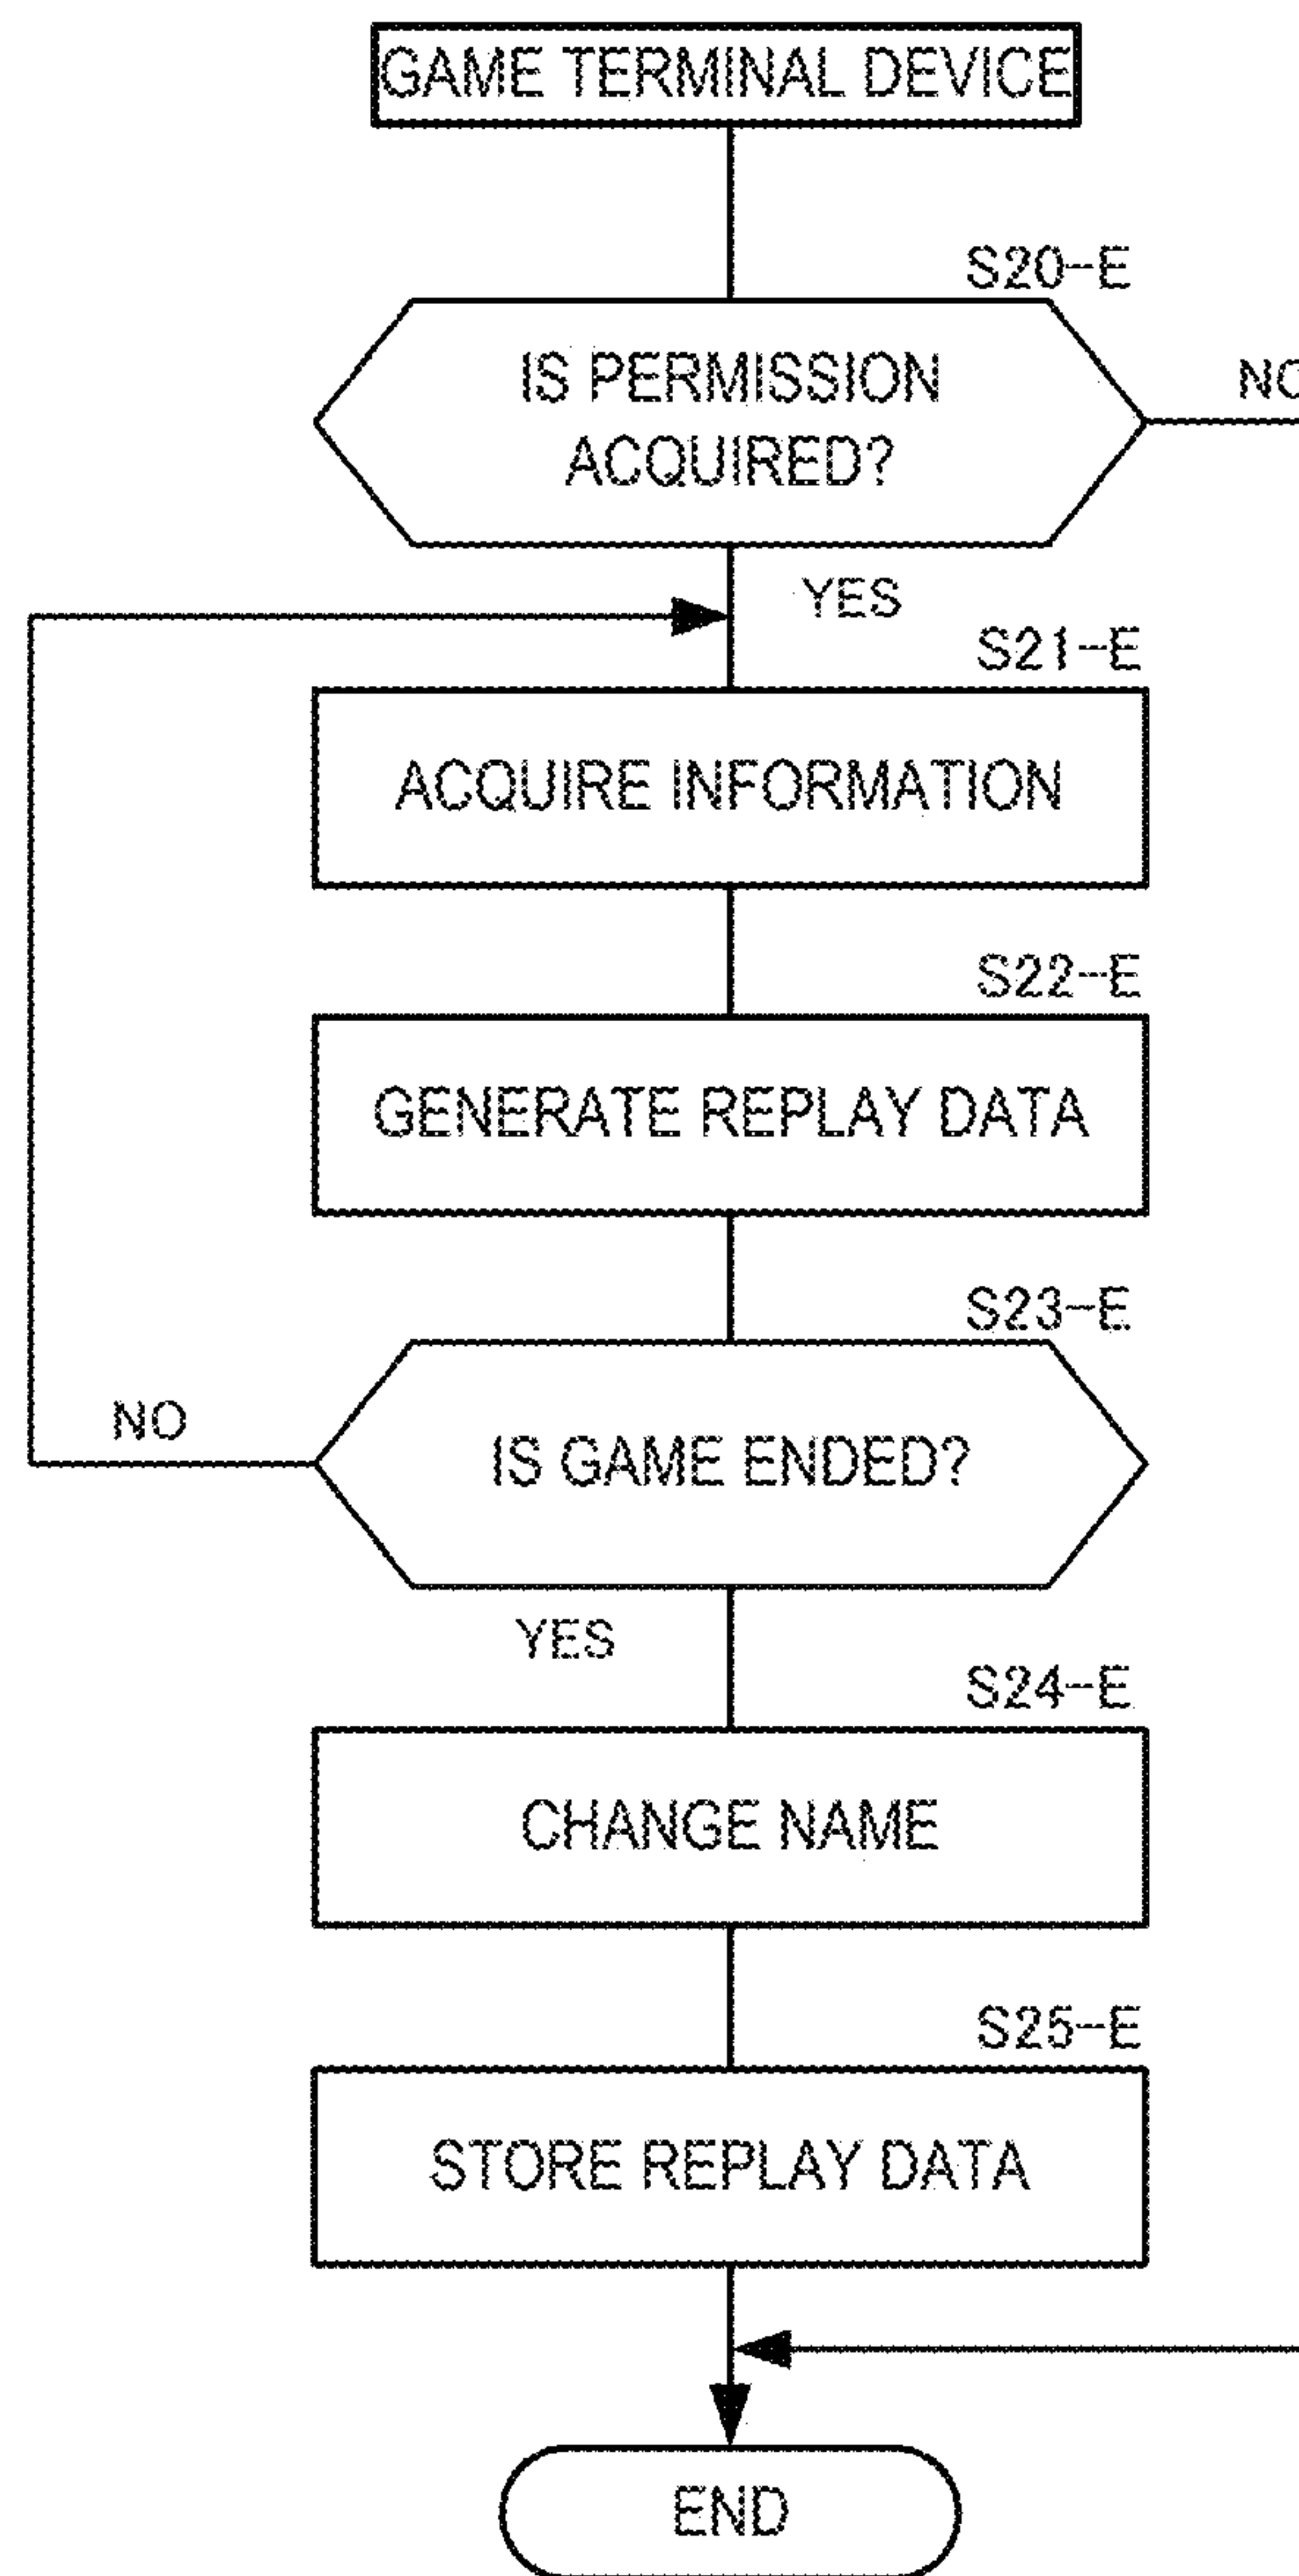 GAME TERMINAL DEVICE
S20-E
IS PERMISSION
ACQUIRED?
NO
YES
S21-E
ACQUIRE INFORMATION
S22-E
GENERATE REPLAY DATA
S23-E
IS GAME ENDED?
NO
YES
S24-E
CHANGE NAME
S25-E
STORE REPLAY DATA
END